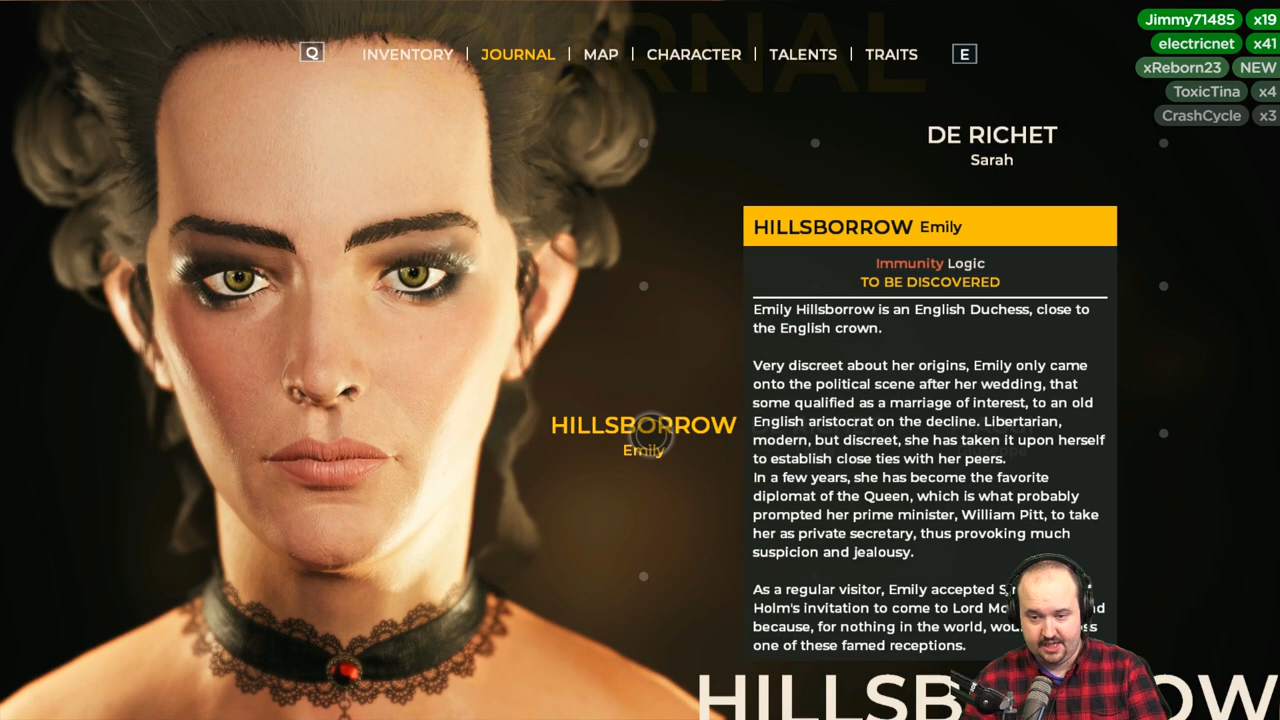 Q INVENTORY | JOURNAL | MAP | CHARACTER | TALENTS | TRAITS E
JOURNAL
Jimmy71485 x19
electricnet x41
xReborn23 NEW
ToxicTina x4
CrashCycle x3
DE RICHET
Sarah
HILLSBORROW
Emily
HILLSBORROW Emily
Immunity Logic
TO BE DISCOVERED
Emily Hillsborrow is an English Duchess, close to
the English crown.
Very discreet about her origins, Emily only came
onto the political scene after her wedding, that
some qualified as a marriage of interest, to an old
English aristocrat on the decline. Libertarian,
modern, but discreet, she has taken it upon herself
to establish close ties with her peers.
In a few years, she has become the favorite
diplomat of the Queen, which is what probably
prompted her prime minister, William Pitt, to take
her as private secretary, thus provoking much
suspicion and jealousy.
As a regular visitor, Emily accepted
Holm's invitation to come to Lord
because, for nothing in the world,
one of these famed receptions.